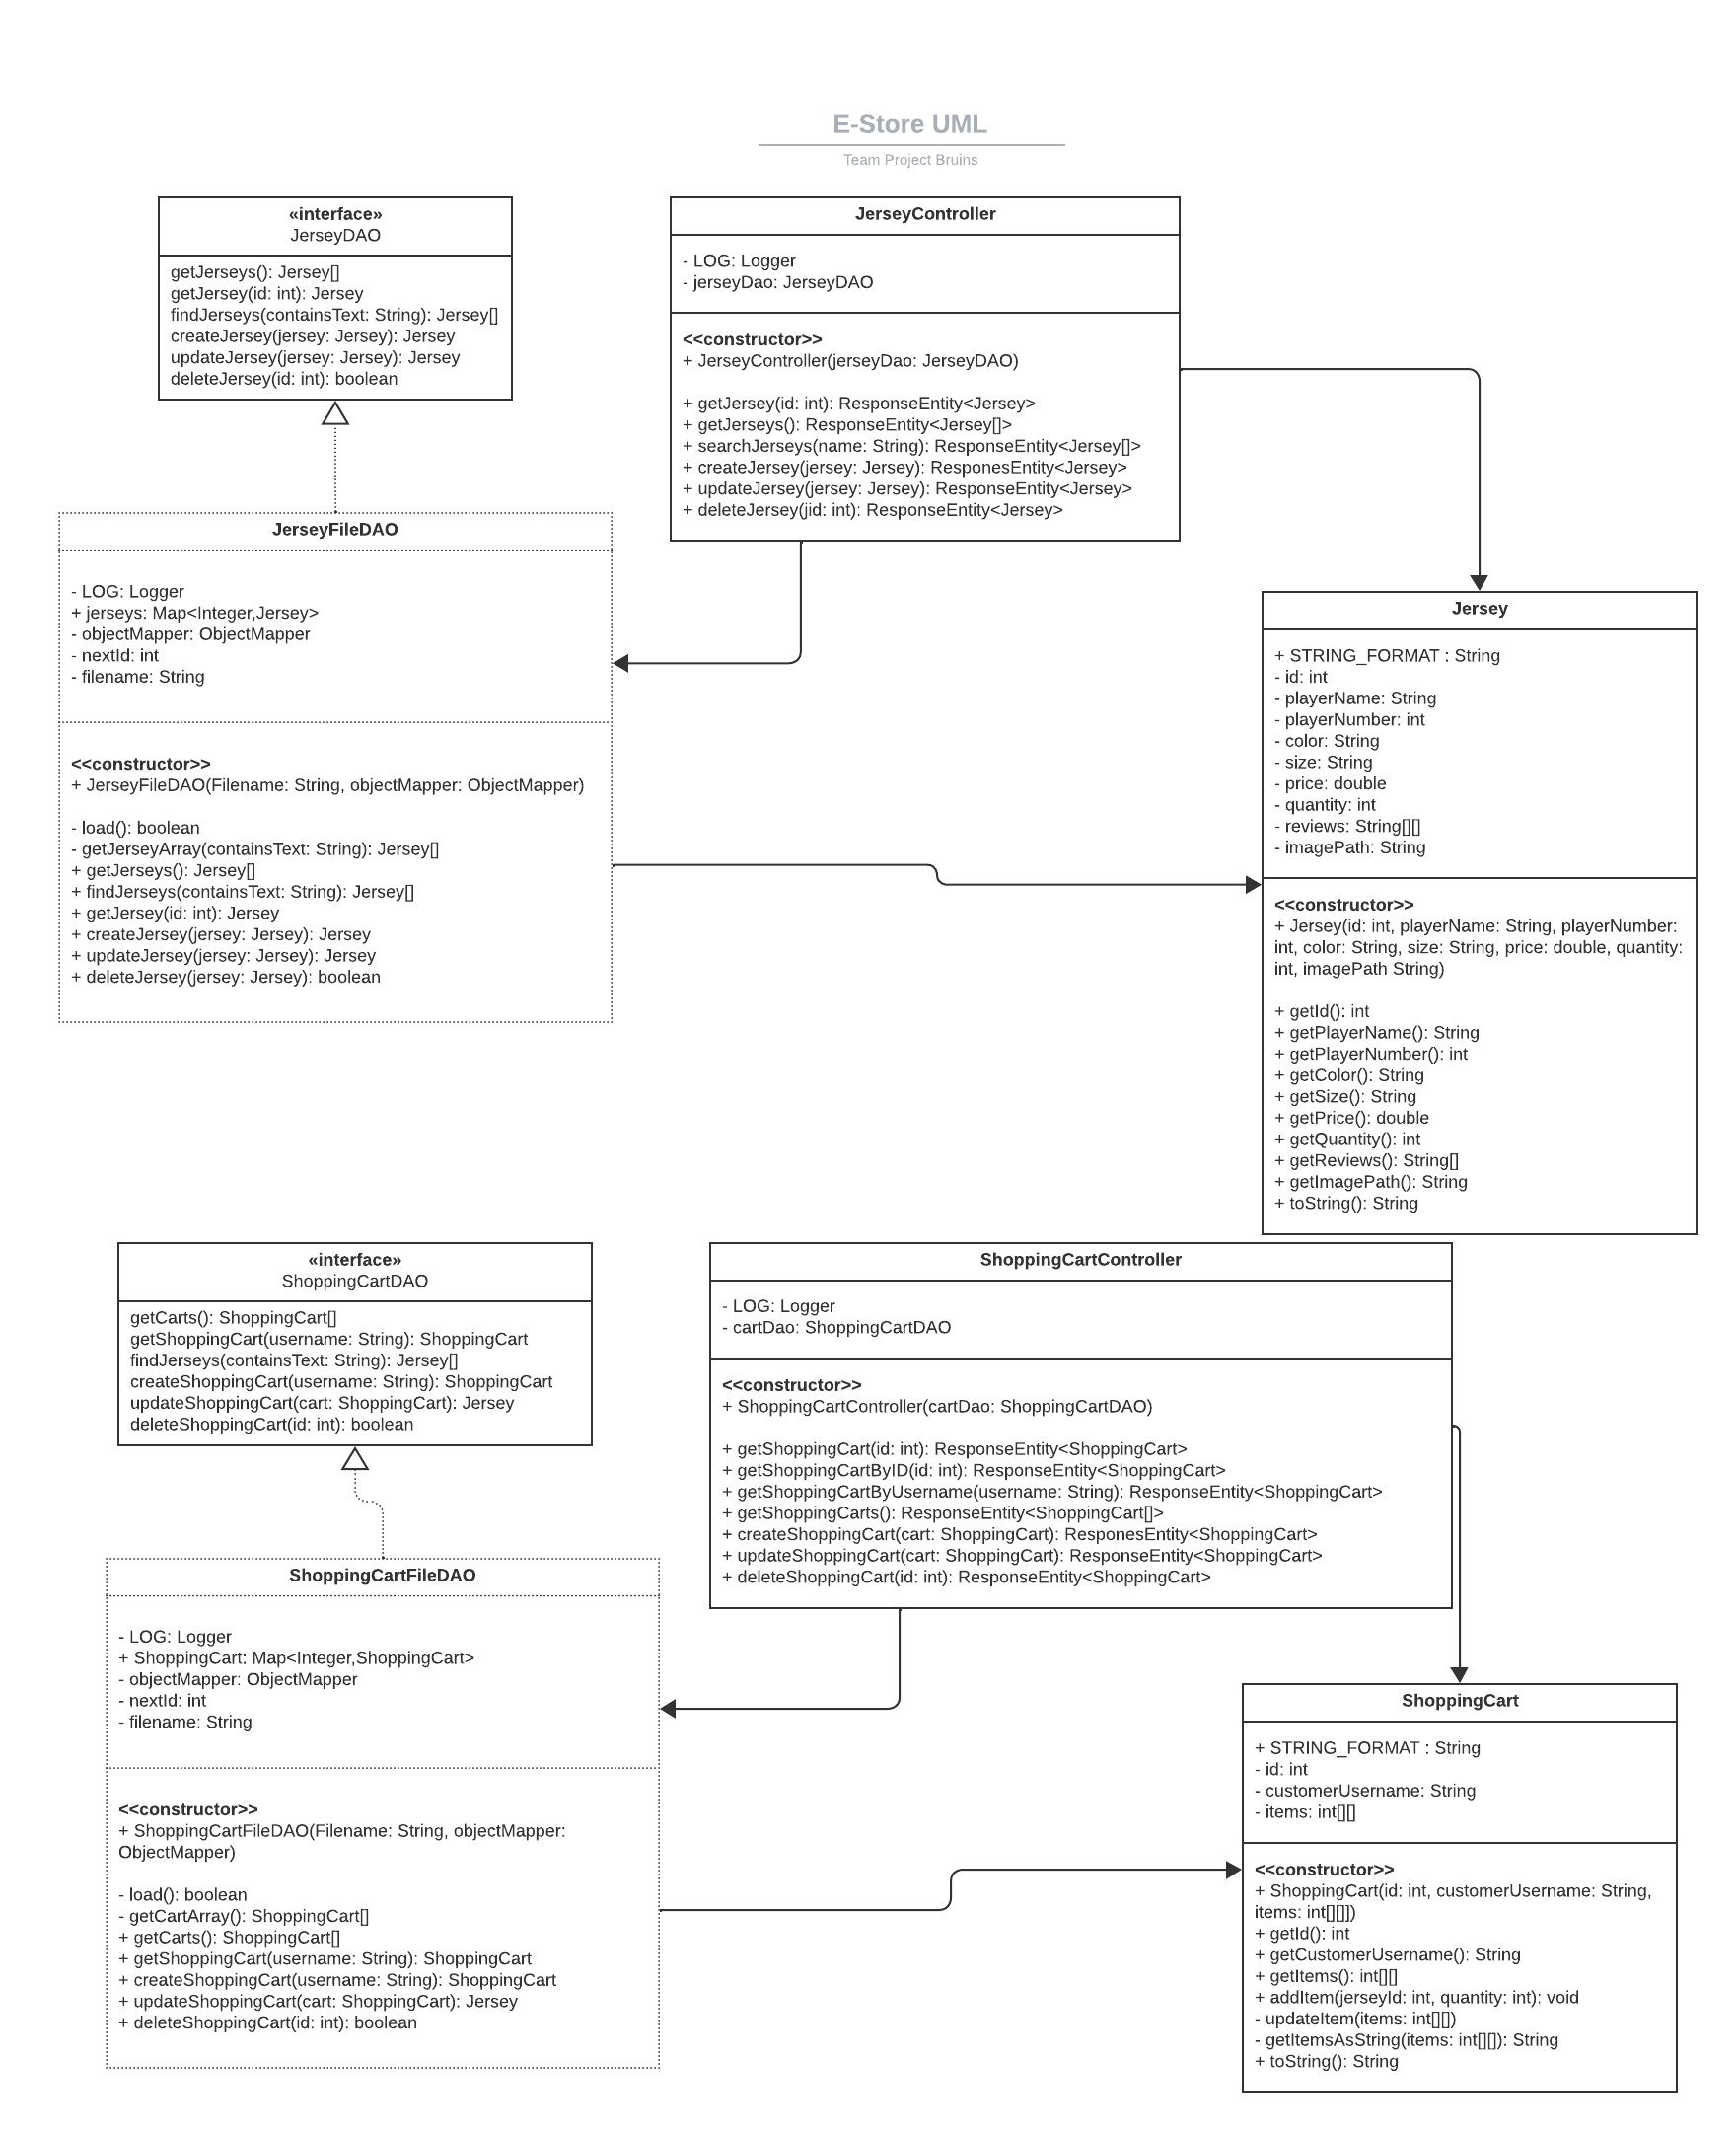 E-Store UML
Team Project Bruins
«interface»
JerseyDAO
getJerseys(): Jersey[]
getJersey(id: int): Jersey
findJerseys(containsText: String): Jersey[]
createJersey(jersey: Jersey): Jersey
updateJersey(jersey: Jersey): Jersey
deleteJersey(id: int): boolean
JerseyController
- LOG: Logger
- jerseyDao: JerseyDAO
<<constructor>>
+ JerseyController(jerseyDao: JerseyDAO)
+ getJersey(id: int): ResponseEntity<Jersey>
+ getJerseys(): ResponseEntity<Jersey[]>
+ searchJerseys(name: String): ResponseEntity<Jersey[]>
+ createJersey(jersey: Jersey): ResponesEntity<Jersey>
+ updateJersey(jersey: Jersey): ResponseEntity<Jersey>
+ deleteJersey(jid: int): ResponseEntity<Jersey>
JerseyFileDAO
- LOG: Logger
+ jerseys: Map<Integer,Jersey>
- objectMapper: ObjectMapper
- nextId: int
- filename: String
<<constructor>>
+ JerseyFileDAO(Filename: String, objectMapper: ObjectMapper)
- load(): boolean
- getJerseyArray(containsText: String): Jersey[]
+ getJerseys(): Jersey[]
+ findJerseys(containsText: String): Jersey[]
+ getJersey(id: int): Jersey
+ createJersey(jersey: Jersey): Jersey
+ updateJersey(jersey: Jersey): Jersey
+ deleteJersey(jersey: Jersey): boolean
Jersey
+ STRING_FORMAT : String
- id: int
- playerName: String
- playerNumber: int
- color: String
- size: String
- price: double
- quantity: int
- reviews: String[][]
- imagePath: String
<<constructor>>
+ Jersey(id: int, playerName: String, playerNumber:
int, color: String, size: String, price: double, quantity:
int, imagePath String)
+ getId(): int
+ getPlayerName(): String
+ getPlayerNumber(): int
+ getColor(): String
+ getSize(): String
+ getPrice(): double
+ getQuantity(): int
+ getReviews(): String[]
+ getImagePath(): String
+ toString(): String
«interface»
ShoppingCartDAO
getCarts(): ShoppingCart[]
getShoppingCart(username: String): ShoppingCart
findJerseys(containsText: String): Jersey[]
createShoppingCart(username: String): ShoppingCart
updateShoppingCart(cart: ShoppingCart): Jersey
deleteShoppingCart(id: int): boolean
ShoppingCartController
- LOG: Logger
- cartDao: ShoppingCartDAO
<<constructor>>
+ ShoppingCartController(cartDao: ShoppingCartDAO)
+ getShoppingCart(id: int): ResponseEntity<ShoppingCart>
+ getShoppingCartByID(id: int): ResponseEntity<ShoppingCart>
+ getShoppingCartByUsername(username: String): ResponseEntity<ShoppingCart>
+ getShoppingCarts(): ResponseEntity<ShoppingCart[]>
+ createShoppingCart(cart: ShoppingCart): ResponesEntity<ShoppingCart>
+ updateShoppingCart(cart: ShoppingCart): ResponseEntity<ShoppingCart>
+ deleteShoppingCart(id: int): ResponseEntity<ShoppingCart>
ShoppingCartFileDAO
- LOG: Logger
+ ShoppingCart: Map<Integer,ShoppingCart>
- objectMapper: ObjectMapper
- nextId: int
- filename: String
<<constructor>>
+ ShoppingCartFileDAO(Filename: String, objectMapper:
ObjectMapper)
- load(): boolean
- getCartArray(): ShoppingCart[]
+ getCarts(): ShoppingCart[]
+ getShoppingCart(username: String): ShoppingCart
+ createShoppingCart(username: String): ShoppingCart
+ updateShoppingCart(cart: ShoppingCart): Jersey
+ deleteShoppingCart(id: int): boolean
ShoppingCart
+ STRING_FORMAT : String
- id: int
- customerUsername: String
- items: int[][]
<<constructor>>
+ ShoppingCart(id: int, customerUsername: String,
items: int[][]])
+ getId(): int
+ getCustomerUsername(): String
+ getItems(): int[][]
+ addItem(jerseyId: int, quantity: int): void
- updateItem(items: int[][])
- getItemsAsString(items: int[][]): String
+ toString(): String